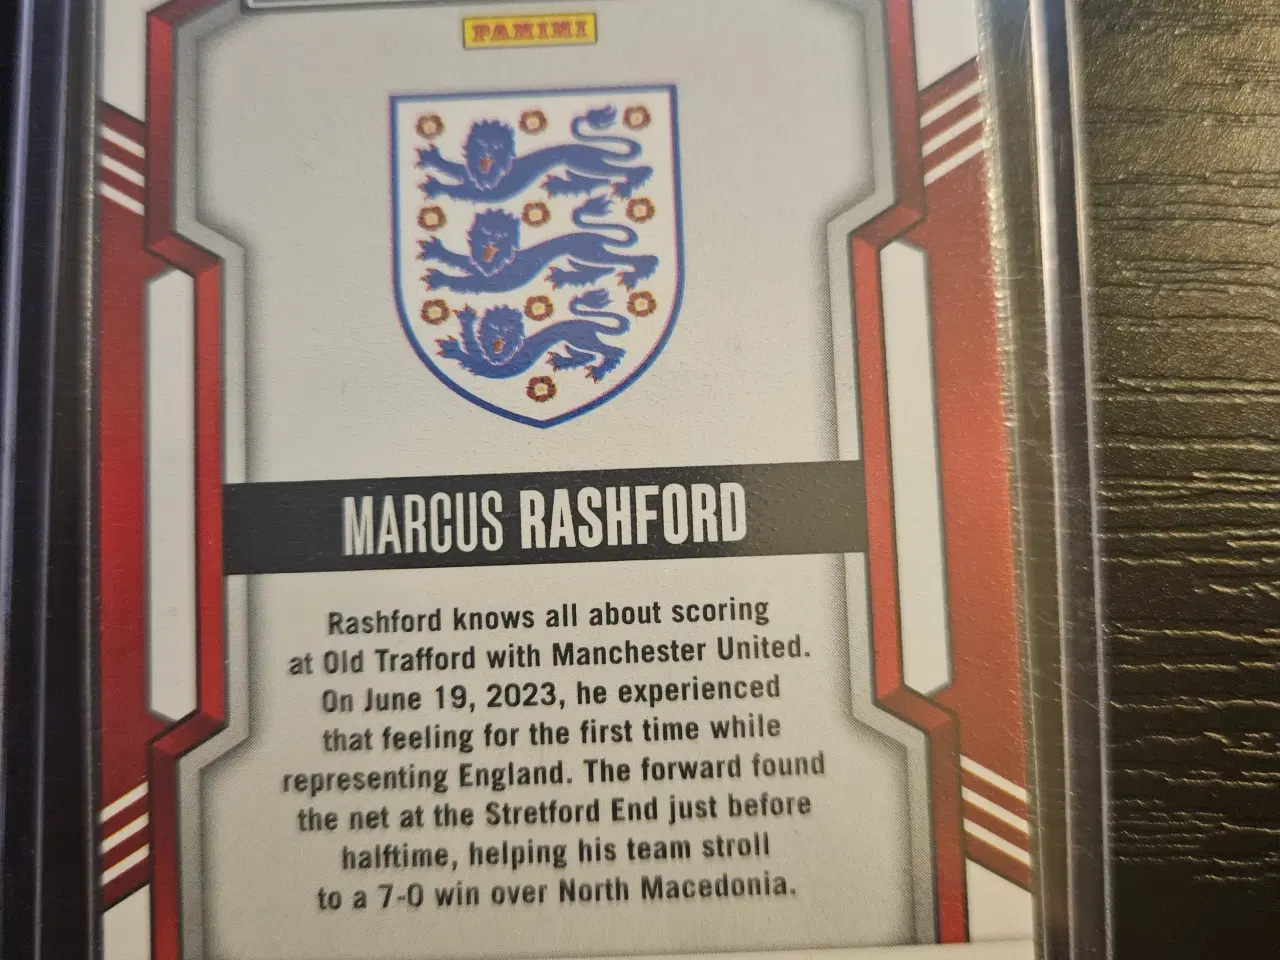 PANINI
MARCUS RASHFORD
Rashford knows all about scoring
at Old Trafford with Manchester United.
On June 19, 2023, he experienced
that feeling for the first time while
representing England. The forward found
the net at the Stretford End just before
halftime, helping his team stroll
to a 7-0 win over North Macedonia.